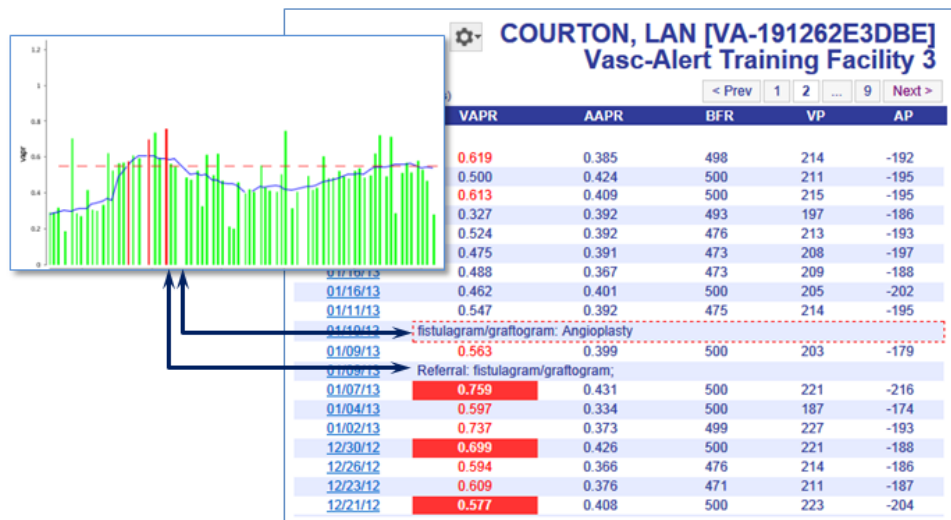 COURTON, LAN [VA-191262E3DBE]
Vasc-Alert Training Facility 3
s) < Prev 1 2 ... 9 Next >
VAPR AAPR BFR VP AP
1.2
1
0.8
0.6
0.4
0.2
0
vapr
0.619 0.385 498 214 -192
0.500 0.424 500 211 -195
0.613 0.409 500 215 -195
0.327 0.392 493 197 -186
0.524 0.392 476 213 -193
0.475 0.391 473 208 -197
01/16/13 0.488 0.367 473 209 -188
01/16/13 0.462 0.401 500 205 -202
01/11/13 0.547 0.392 475 214 -195
01/10/13 fistulagram/graftogram: Angioplasty
01/09/13 0.563 0.399 500 203 -179
01/09/13 Referral: fistulagram/graftogram;
01/07/13 0.759 0.431 500 221 -216
01/04/13 0.597 0.334 500 187 -174
01/02/13 0.737 0.373 499 227 -193
12/30/12 0.699 0.426 500 221 -188
12/26/12 0.594 0.366 476 214 -186
12/23/12 0.609 0.376 471 211 -187
12/21/12 0.577 0.408 500 223 -204